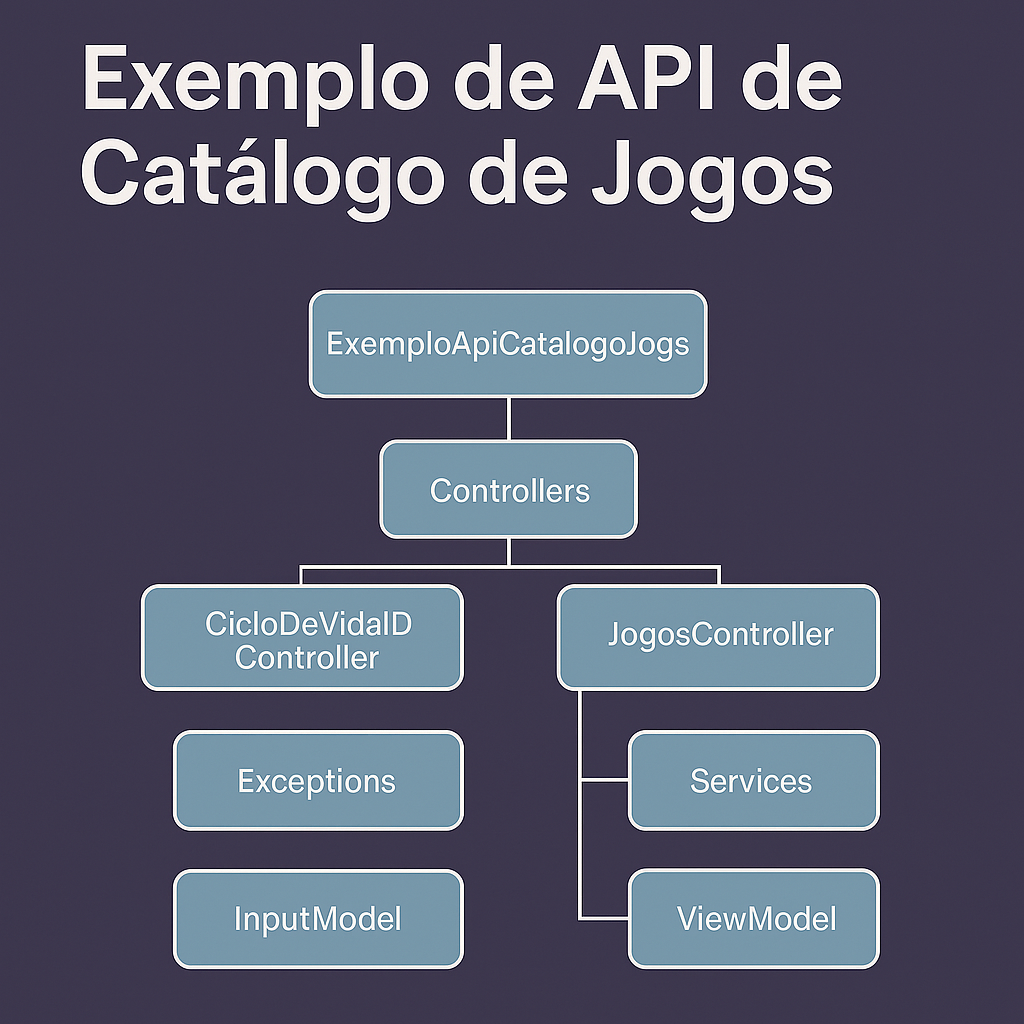 Exemplo de API de
Catálogo de Jogos
ExemploApiCatalogoJogs
Controllers
CicloDeVidaID
Controller
JogosController
Exceptions
Services
InputModel
ViewModel